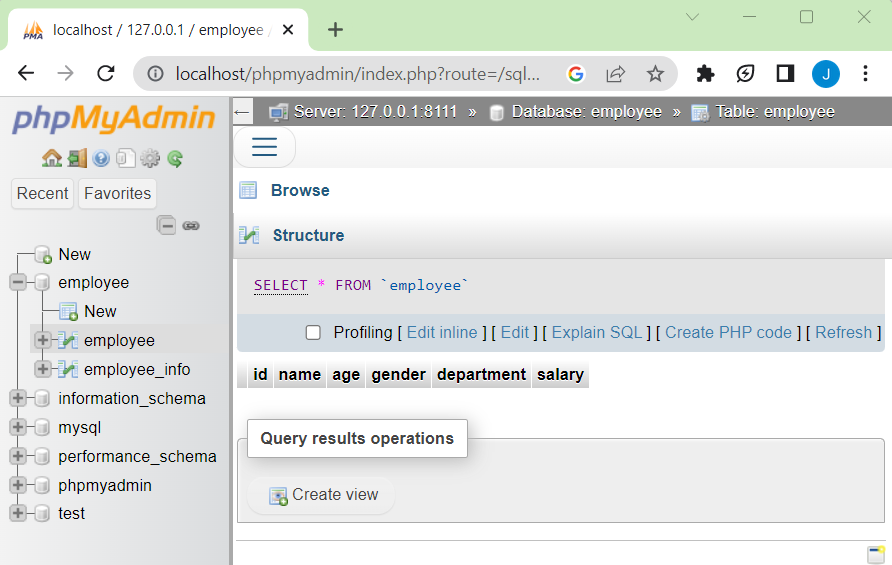 PMA
localhost / 127.0.0.1 / employee /
localhost/phpmyadmin/index.php?route=/sql...
G
J
phpMyAdmin
Recent
Favorites
New
employee
New
employee
employee_info
information_schema
mysql
performance_schema
phpmyadmin
test
Server: 127.0.0.1:8111 » Database: employee » Table: employee
Browse
Structure
SELECT * FROM `employee`
Profiling [ Edit inline ] [ Edit ] [ Explain SQL ] [ Create PHP code ] [ Refresh ]
id name age gender department salary
Query results operations
Create view